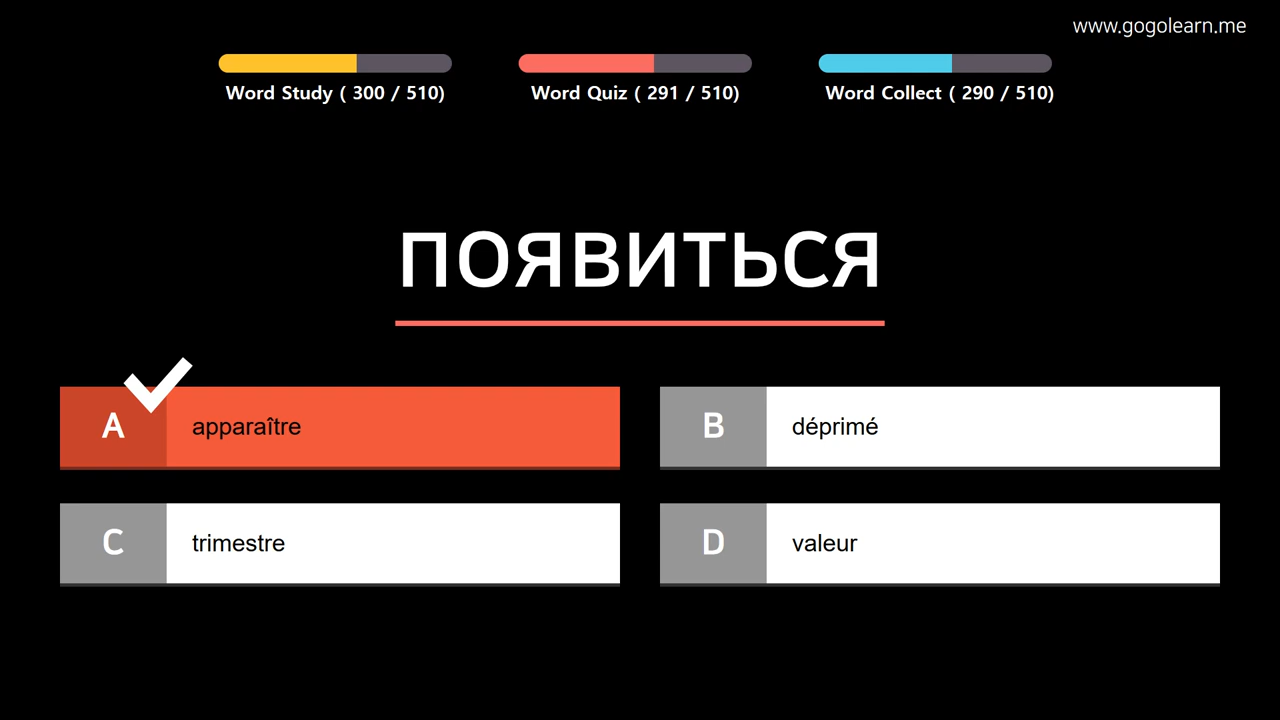 www.gogolearn.me
Word Study ( 300 / 510)
Word Quiz ( 291 / 510)
Word Collect ( 290 / 510)
ПОЯВИТЬСЯ
A apparaître
B déprimé
C trimestre
D valeur